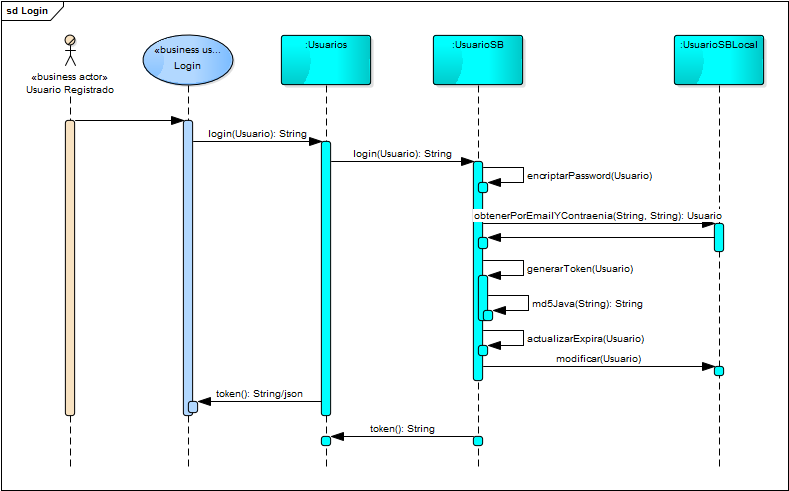 sd Login
«business actor»
Usuario Registrado
«business us...
Login
:Usuarios
:UsuarioSB
:UsuarioSBLocal
login(Usuario): String
login(Usuario): String
encriptarPassword(Usuario)
obtenerPorEmailYContraenia(String, String): Usuario
generarToken(Usuario)
md5Java(String): String
actualizarExpira(Usuario)
modificar(Usuario)
token(): String/json
token(): String